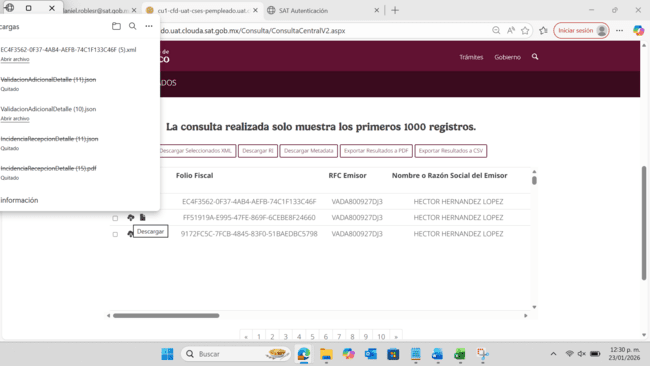 daniel.roblesr@sat.gob.m
cu1-cfd-uat-cses-pempleado.uat.
SAT Autenticación
do.uat.clouda.sat.gob.mx/Consulta/ConsultaCentralV2.aspx
Iniciar sesión
cargas
EC4F3562-0F37-4AB4-AEFB-74C1F133C46F (5).xml
Abrir archivo
ValidacionAdicionalDetalle (11).json
Quitado
ValidacionAdicionalDetalle (10).json
Abrir archivo
IncidenciaRecepcionDetalle (11).json
Quitado
IncidenciaRecepcionDetalle (15).pdf
Quitado
información
o de
co
Trámites
Gobierno
ADOS
La consulta realizada solo muestra los primeros 1000 registros.
Descargar Seleccionados XML
Descargar RI
Descargar Metadata
Exportar Resultados a PDF
Exportar Resultados a CSV
Folio Fiscal
RFC Emisor
Nombre o Razón Social del Emisor
EC4F3562-0F37-4AB4-AEFB-74C1F133C46F
VADA800927DJ3
HECTOR HERNANDEZ LOPEZ
FF51919A-E995-47FE-869F-6CEBE8F24660
VADA800927DJ3
HECTOR HERNANDEZ LOPEZ
9172FC5C-7FCB-4845-83F0-51BAEDBC5798
VADA800927DJ3
HECTOR HERNANDEZ LOPEZ
Descargar
« 1 2 3 4 5 6 7 8 9 10 »
Buscar
12:30 p. m.
23/01/2026